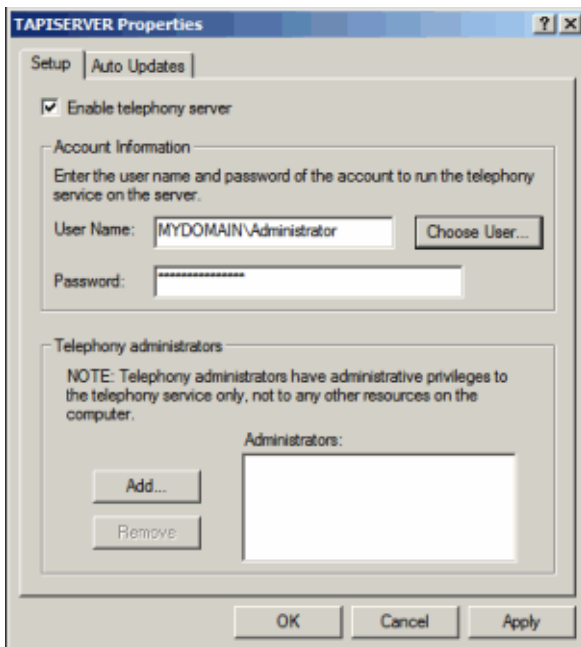 TAPISERVER Properties
Setup
Auto Updates
Enable telephony server
Account Information
Enter the user name and password of the account to run the telephony
service on the server.
User Name:
MYDOMAIN\Administrator
Choose User...
Password:
***************
Telephony administrators
NOTE: Telephony administrators have administrative privileges to
the telephony service only, not to any other resources on the
computer.
Administrators:
Add...
Remove
OK
Cancel
Apply